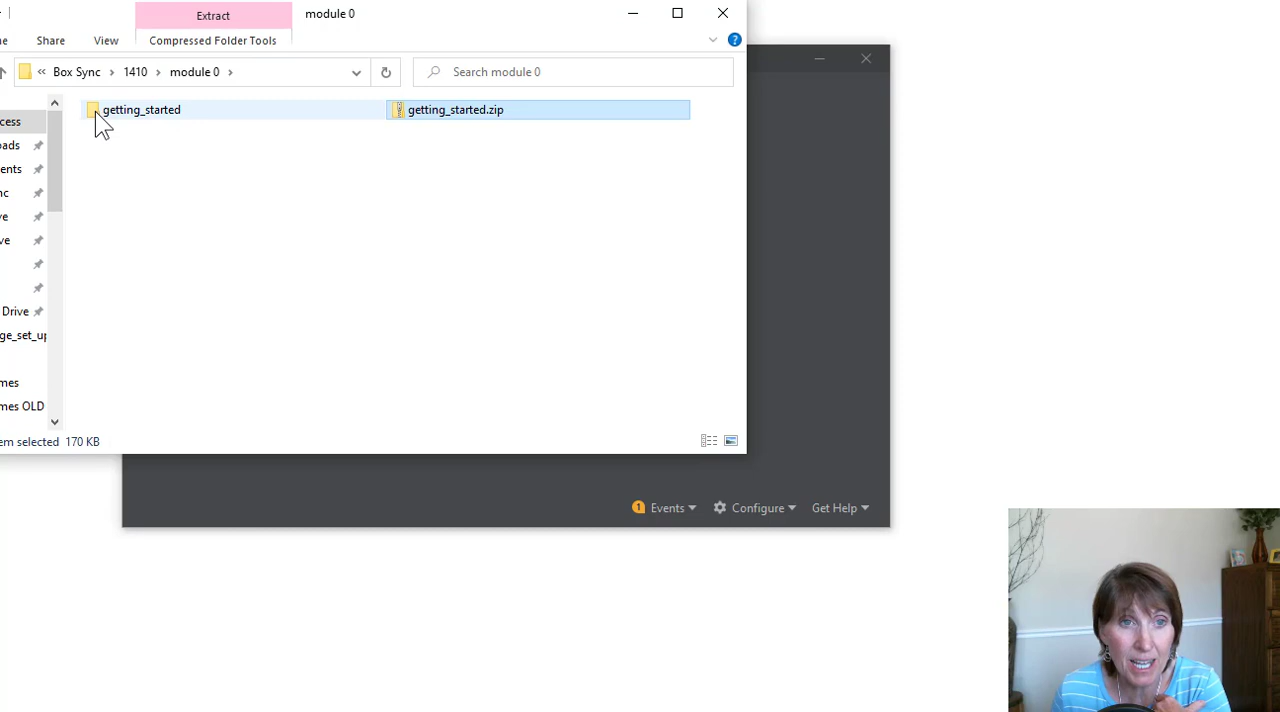 Extract
module 0
Share
View
Compressed Folder Tools
« Box Sync › 1410 › module 0 ›
Search module 0
getting_started
getting_started.zip
cess
oads
ents
nc
ve
ve
Drive
ge_set_up
mes
mes OLD
em selected 170 KB
1 Events
Configure
Get Help